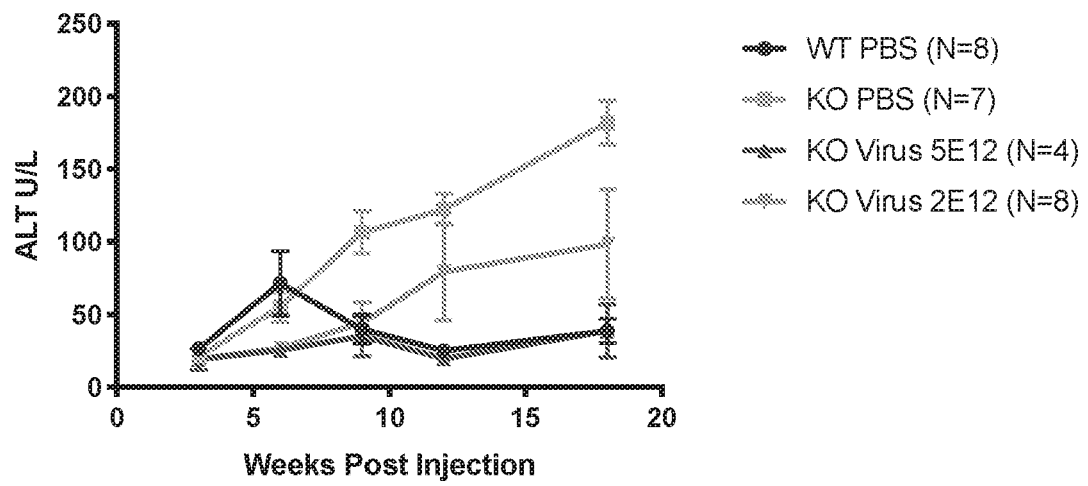 250
200
150
100
50
0
ALT U/L
0 5 10 15 20
Weeks Post Injection
WT PBS (N=8)
KO PBS (N=7)
KO Virus 5E12 (N=4)
KO Virus 2E12 (N=8)